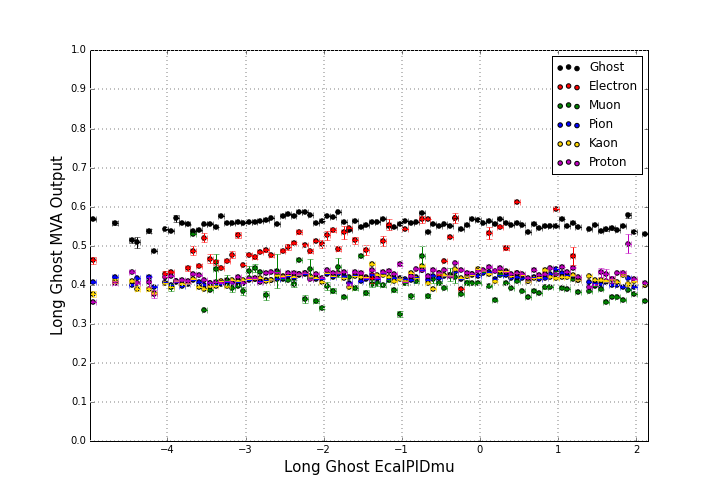 1.0
0.9
0.8
0.7
0.6
0.5
0.4
0.3
0.2
0.1
0.0
Long Ghost MVA Output
Ghost
Electron
Muon
Pion
Kaon
Proton
−4 −3 −2 −1 0 1 2
Long Ghost EcalPIDmu